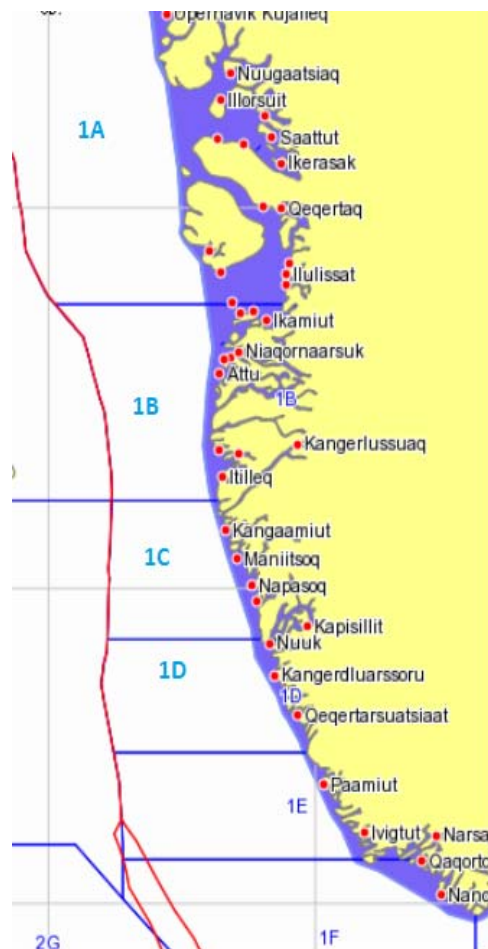 Upernavik Kujalleq
Nuugaatsiaq
Illorsuit
1A
Saattut
Ikerasak
Qeqertaq
Ilulissat
Ikamiut
Niaqornaarsuk
Attu
1B
1B
Kangerlussuaq
Itilleq
Kangaamiut
1C
Maniitsoq
Napasoq
Kapisillit
Nuuk
1D
Kangerdluarssoru
1D
Qeqertarsuatsiaat
Paamiut
1E
Ivigtut
Narsa
Qaqorto
Nano
2G
1F